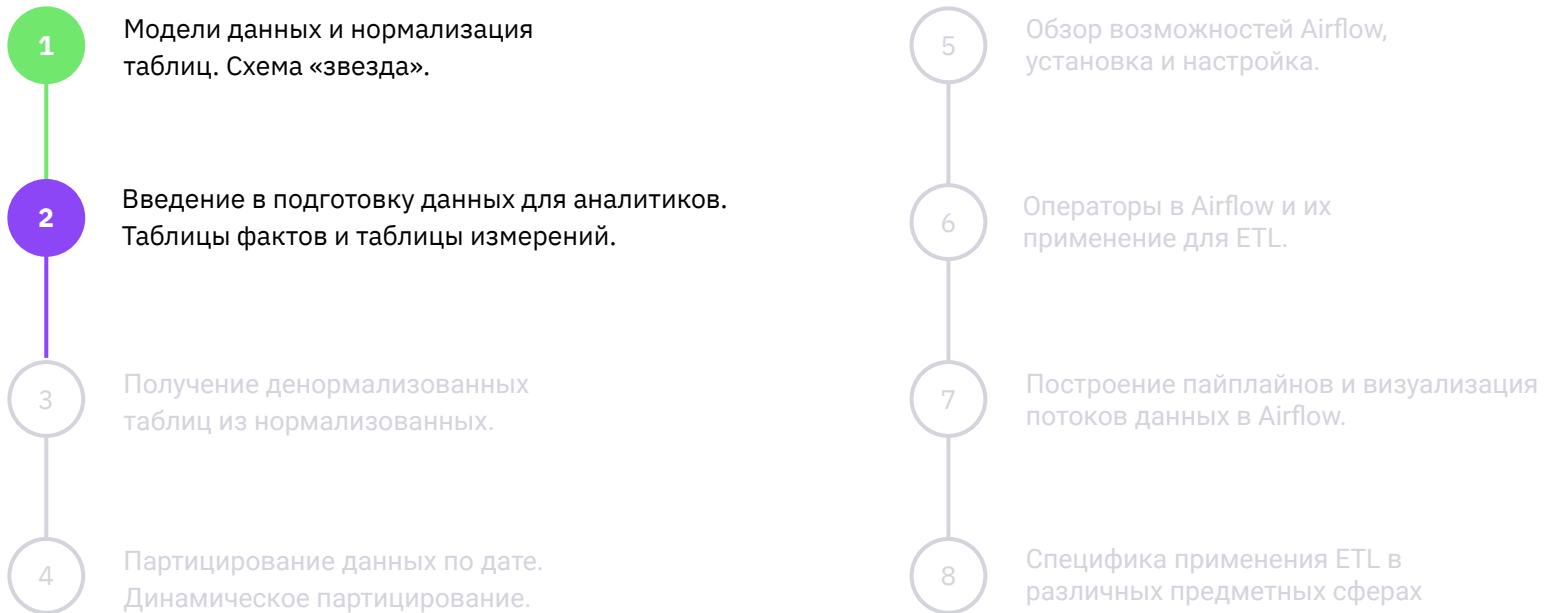 1
Модели данных и нормализация
таблиц. Схема «звезда».
2
Введение в подготовку данных для аналитиков.
Таблицы фактов и таблицы измерений.
3
Получение денормализованных
таблиц из нормализованных.
4
Партицирование данных по дате.
Динамическое партицирование.
5
Обзор возможностей Airflow,
установка и настройка.
6
Операторы в Airflow и их
применение для ETL.
7
Построение пайплайнов и визуализация
потоков данных в Airflow.
8
Специфика применения ETL в
различных предметных сферах